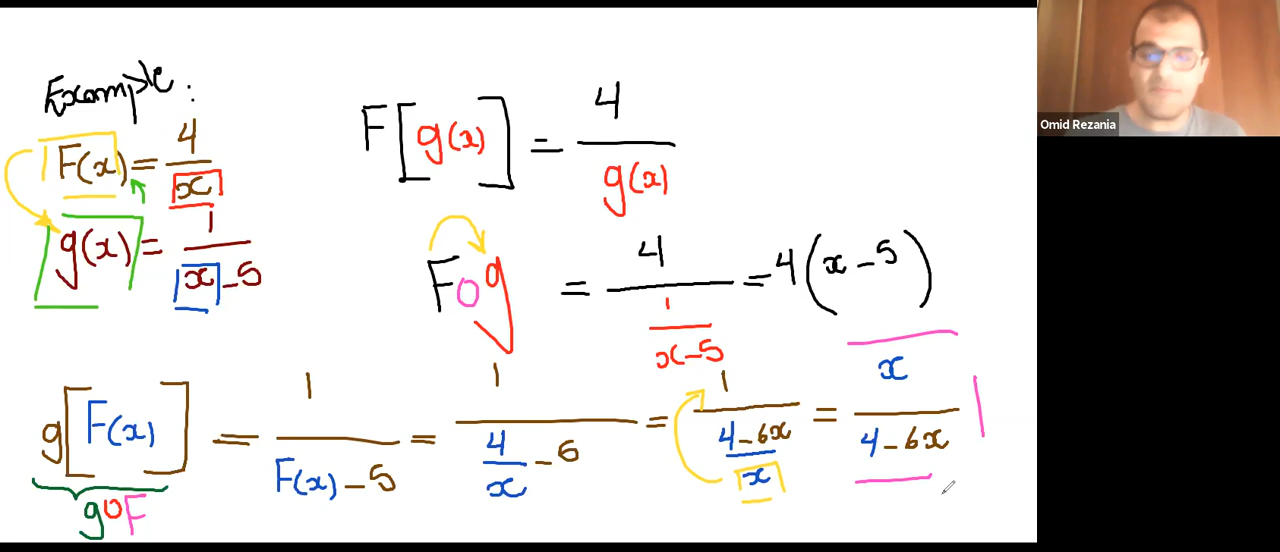 Example:
F(x) = 4/x
g(x) = 1/(x-5)
F[g(x)] = 4/g(x)
Fog = 4/(1/(x-5)) = 4(x-5)
g[F(x)] = 1/(F(x)-5) = 1/(4/x - 6) = 1/((4-6x)/x) = x/(4-6x)
goF
Omid Rezania